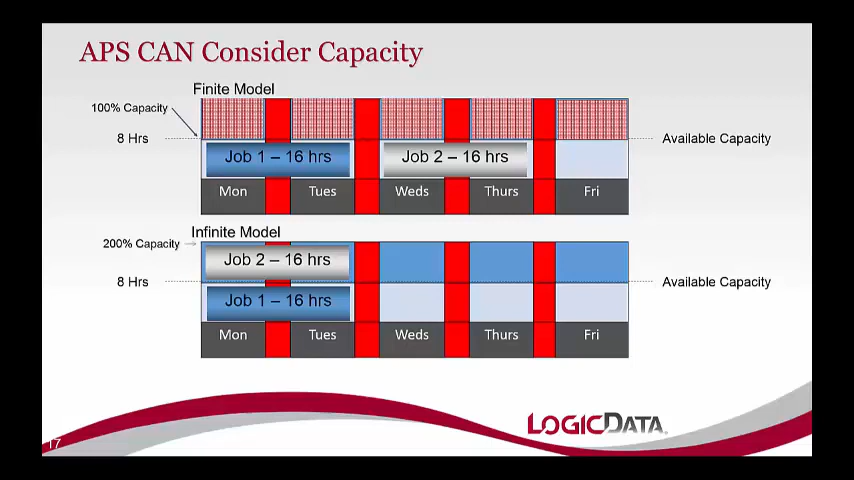 APS CAN Consider Capacity
Finite Model
100% Capacity
8 Hrs
Available Capacity
Job 1 – 16 hrs
Job 2 – 16 hrs
Mon
Tues
Weds
Thurs
Fri
Infinite Model
200% Capacity
Job 2 – 16 hrs
8 Hrs
Available Capacity
Job 1 – 16 hrs
Mon
Tues
Weds
Thurs
Fri
LOGICDATA
17